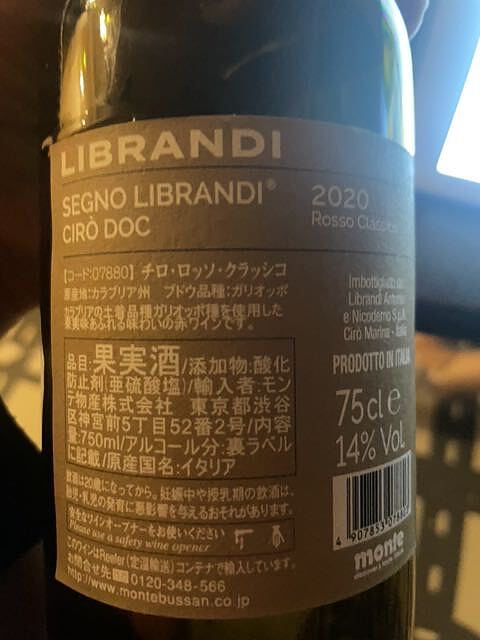 LIBRANDI
SEGNO LIBRANDI®
CIRÒ DOC
2020
Rosso Classico
【コード:07880】チロ・ロッソ・クラッシコ
原産地:カラブリア州 ブドウ品種:ガリオッポ
カラブリアの土着品種ガリオッポ種を使用した
果実味あふれる味わいの赤ワインです。
品目:果実酒/添加物:酸化
防止剤(亜硫酸塩)/輸入者:モン
テ物産株式会社 東京都渋谷
区神宮前5丁目52番2号/内容
量:750ml/アルコール分:裏ラベル
に記載/原産国名:イタリア
飲酒は20歳になってから。妊娠中や授乳期の飲酒は、
胎児・乳児の発育に悪影響を与えるおそれがあります。
安全なワインオープナーをお使いください
Please use a safety wine opener
このワインはReefer(定温輸送)コンテナで輸入しています。
お問合せ先 0120-348-566
http://www.montebussan.co.jp
Imbottigliato da
Librandi Antonio
e Nicodemo S.p.A.
Cirò Marina - Italia
PRODOTTO IN ITALIA
75cl e
14% Vol.
monte